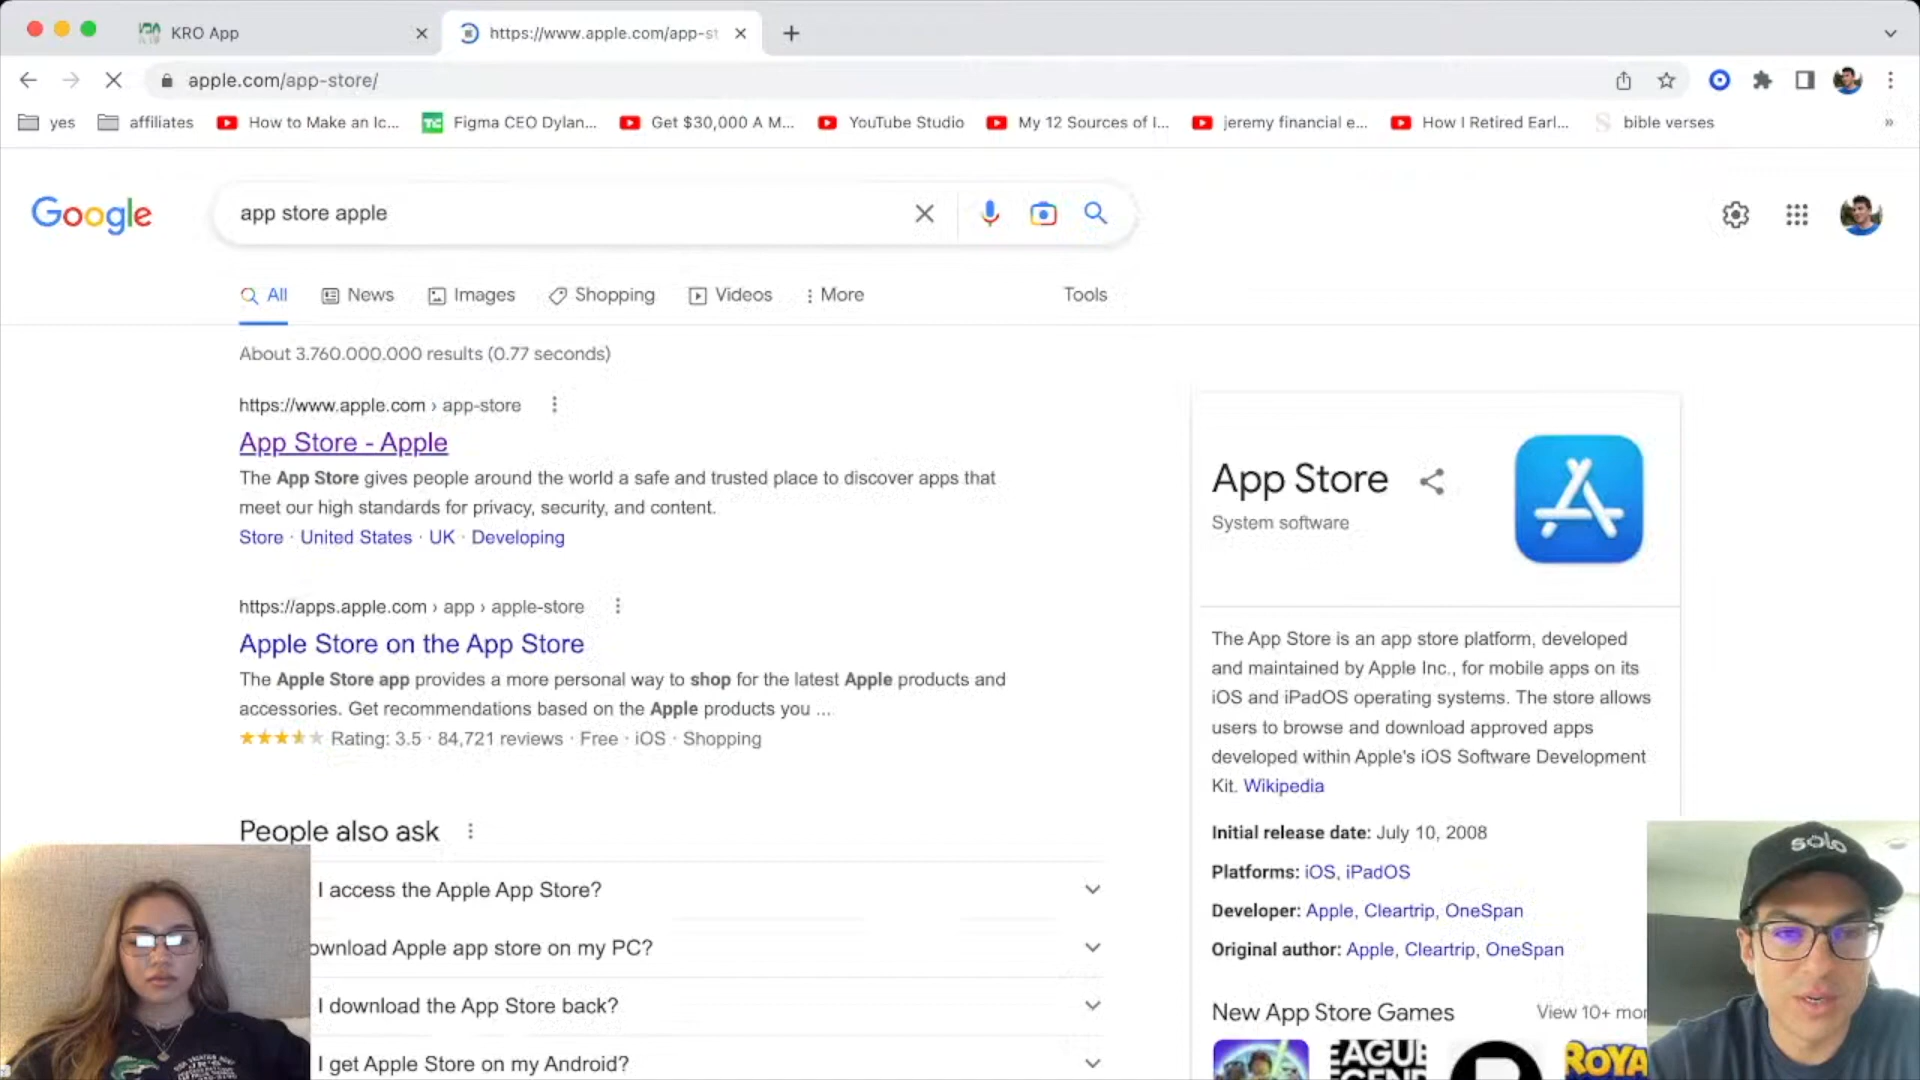 KRO App
https://www.apple.com/app-st
apple.com/app-store/
yes
affiliates
How to Make an Ic...
Figma CEO Dylan...
Get $30,000 A M...
YouTube Studio
My 12 Sources of I...
jeremy financial e...
How I Retired Earl...
bible verses
Google
app store apple
All
News
Images
Shopping
Videos
More
Tools
About 3.760.000.000 results (0.77 seconds)
https://www.apple.com › app-store
App Store - Apple
The App Store gives people around the world a safe and trusted place to discover apps that
meet our high standards for privacy, security, and content.
Store · United States · UK · Developing
https://apps.apple.com › app › apple-store
Apple Store on the App Store
The Apple Store app provides a more personal way to shop for the latest Apple products and
accessories. Get recommendations based on the Apple products you ...
Rating: 3.5 · 84,721 reviews · Free · iOS · Shopping
People also ask
I access the Apple App Store?
ownload Apple app store on my PC?
I download the App Store back?
I get Apple Store on my Android?
App Store
System software
The App Store is an app store platform, developed
and maintained by Apple Inc., for mobile apps on its
iOS and iPadOS operating systems. The store allows
users to browse and download approved apps
developed within Apple's iOS Software Development
Kit. Wikipedia
Initial release date: July 10, 2008
Platforms: iOS, iPadOS
Developer: Apple, Cleartrip, OneSpan
Original author: Apple, Cleartrip, OneSpan
New App Store Games
View 10+ mor
EAGUE
ROYA
solo